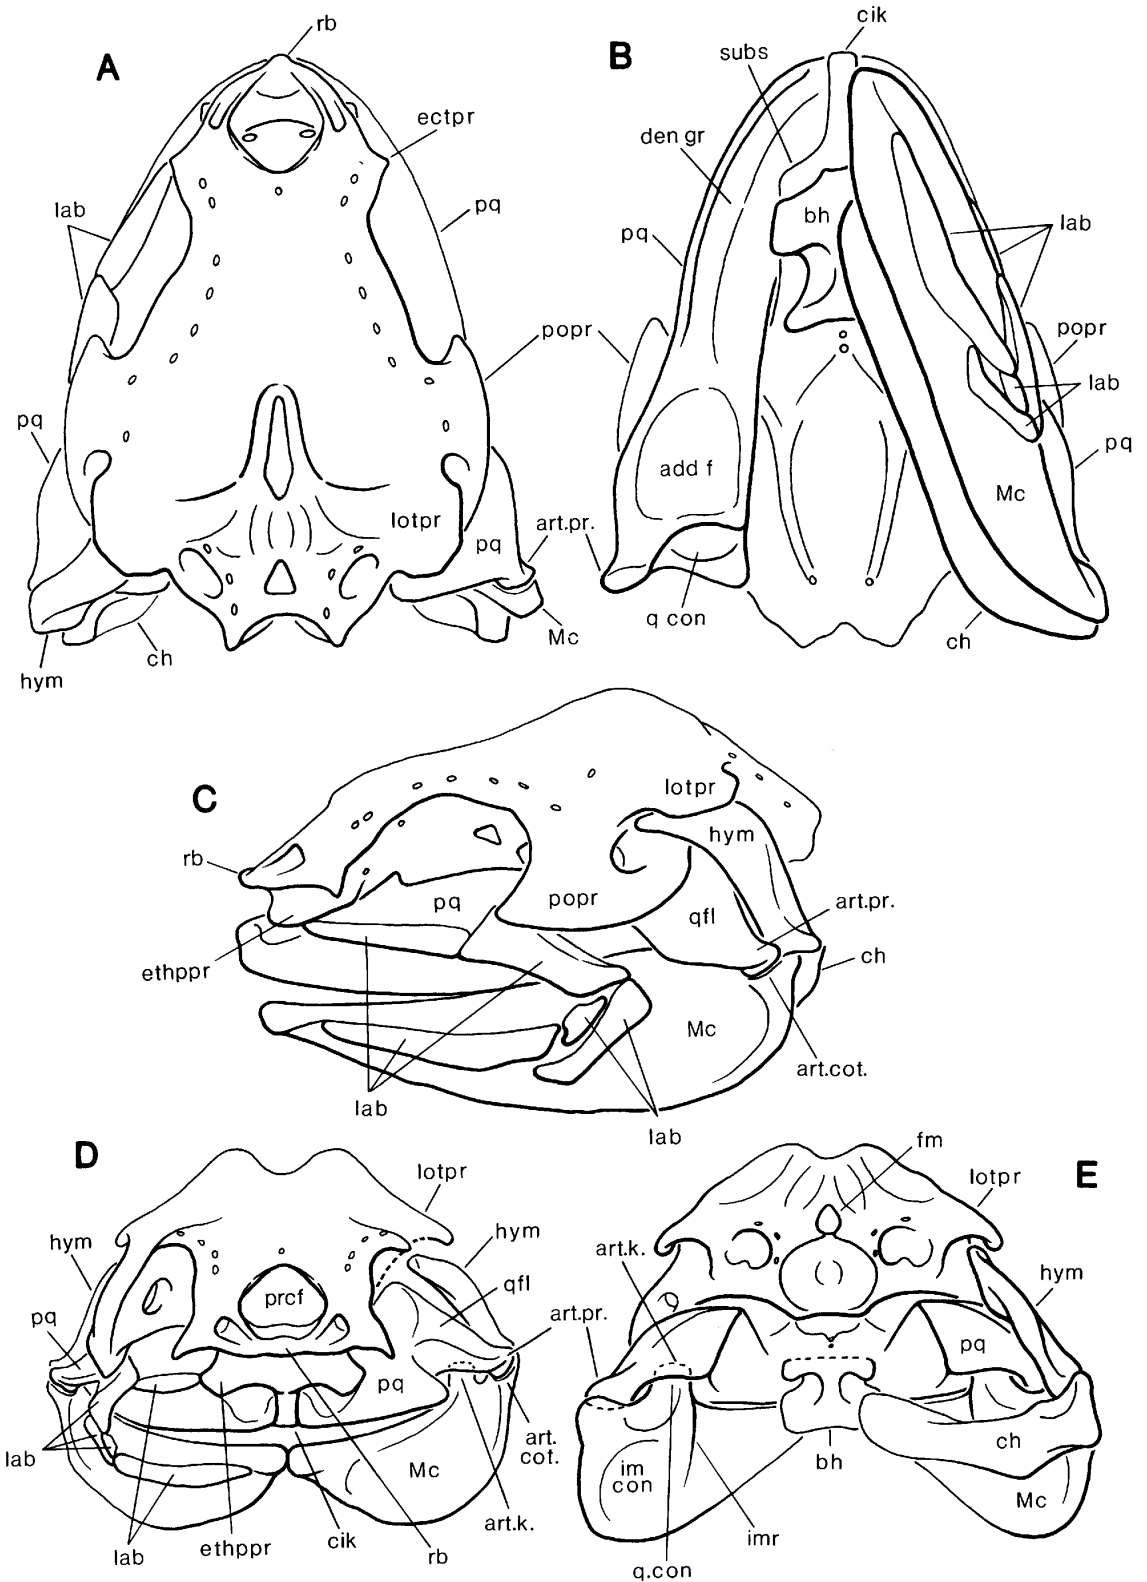 A
rb
ectpr
pq
lab
popr
pq
lotpr
pq
art.pr.
Mc
ch
hym
B
cik
subs
den gr
bh
pq
lab
popr
lab
pq
add f
Mc
q con
ch
C
rb
lotpr
hym
pq
popr
qfl
art.pr.
ch
ethppr
Mc
art.cot.
lab
lab
D
lotpr
hym
hym
qfl
prcf
pq
art.pr.
pq
lab
art.
cot.
Mc
art.k.
lab
ethppr
cik
rb
E
fm
lotpr
art.k.
hym
pq
ch
bh
im
con
Mc
imr
q.con